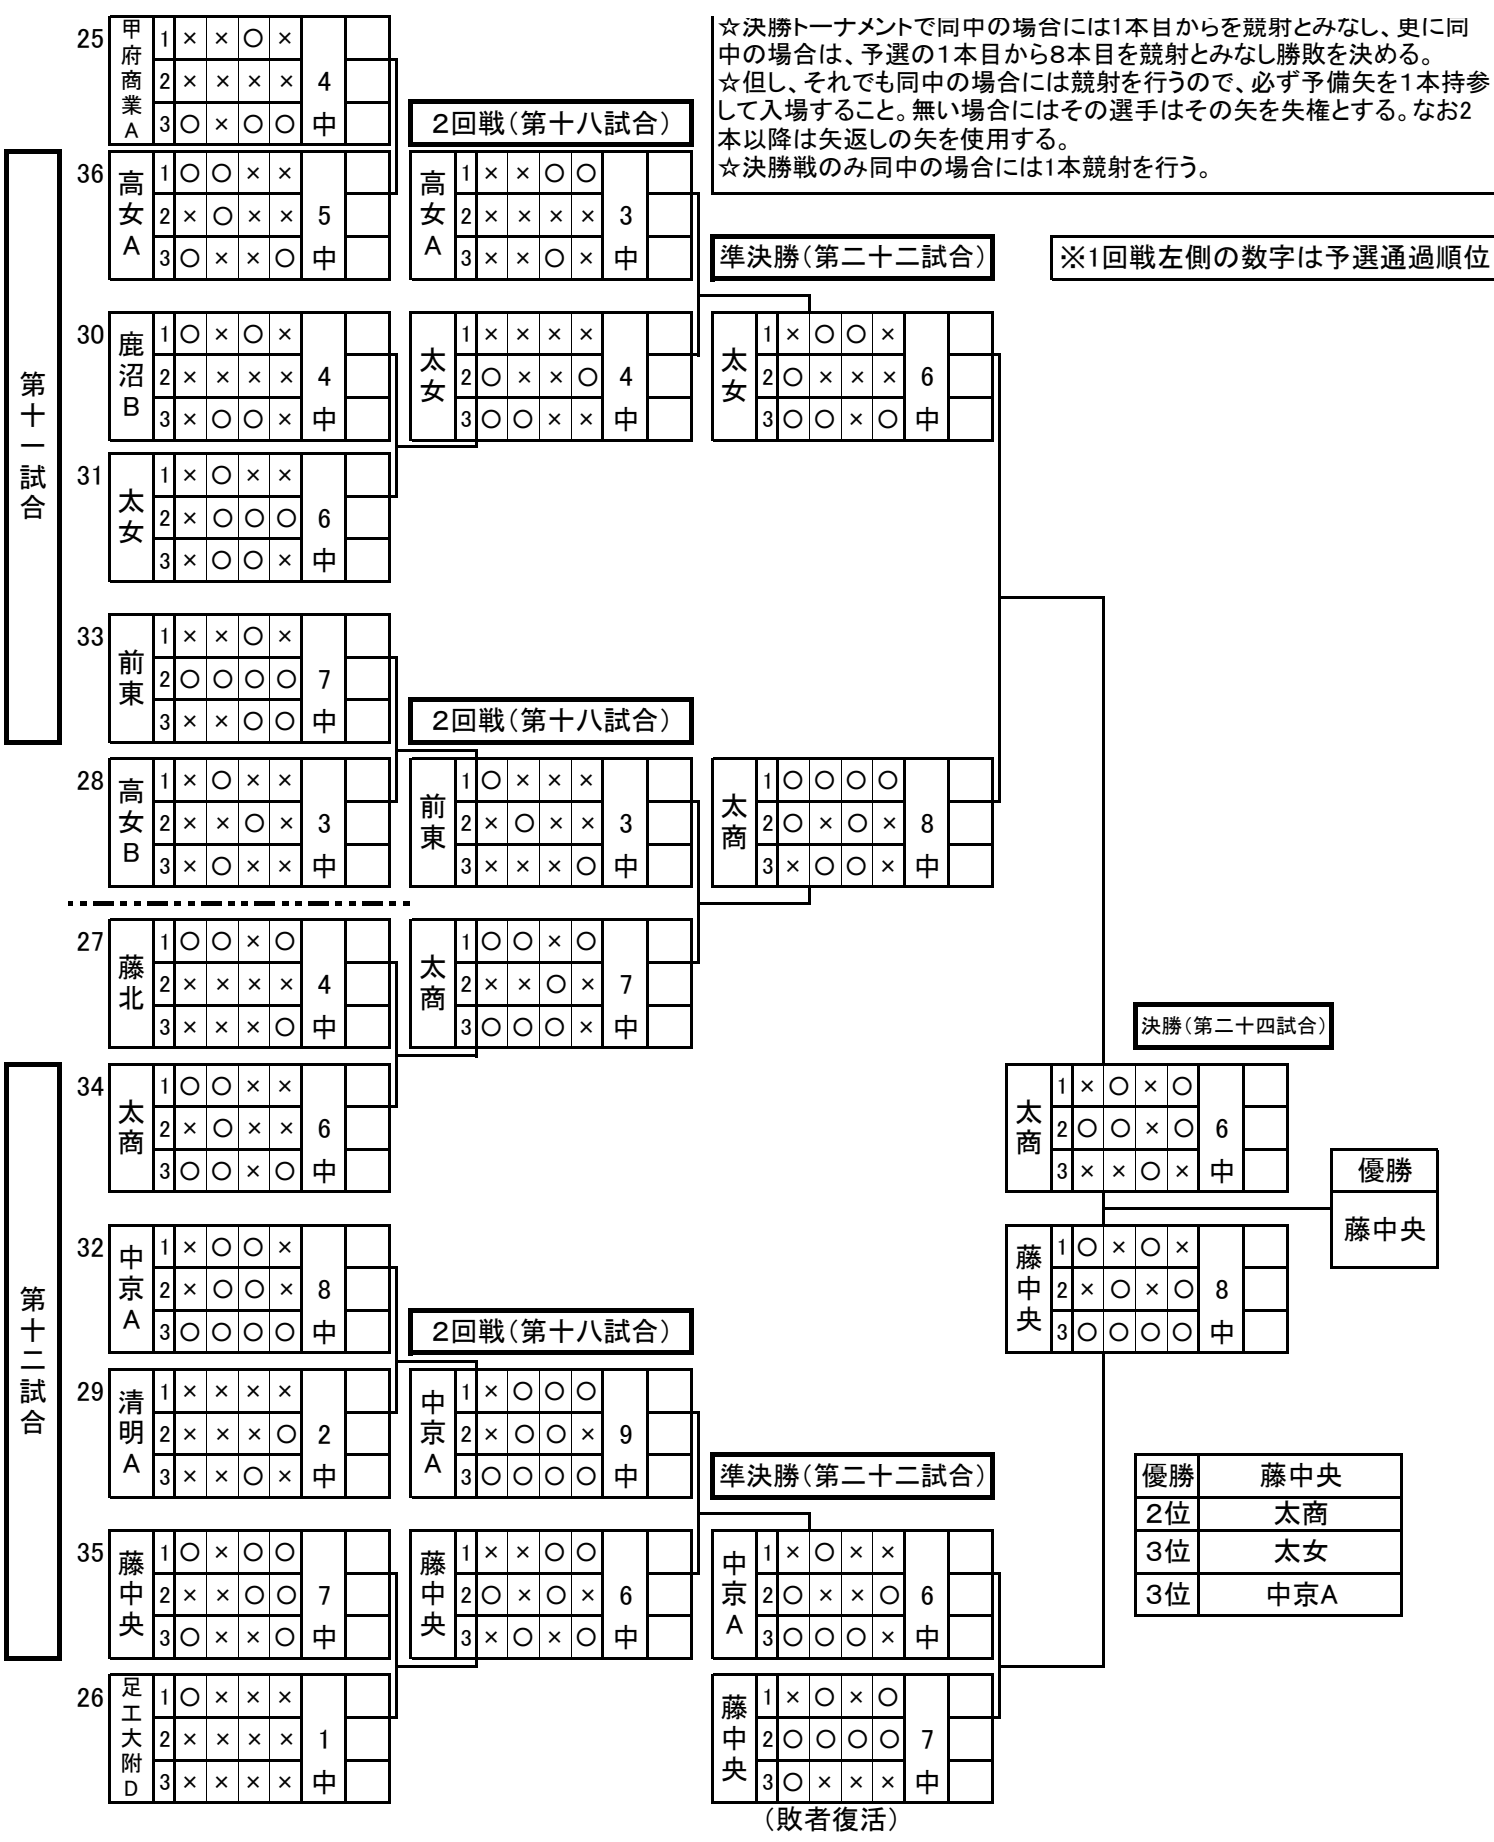 ☆決勝トーナメントで同中の場合には1本目からを競射とみなし、更に同
中の場合は、予選の1本目から8本目を競射とみなし勝敗を決める。
☆但し、それでも同中の場合には競射を行うので、必ず予備矢を1本持参
して入場すること。無い場合にはその選手はその矢を失権とする。なお2
本以降は矢返しの矢を使用する。
☆決勝戦のみ同中の場合には1本競射を行う。
※1回戦左側の数字は予選通過順位
第十一試合
25 甲府商業A
1 × × ○ ×
2 × × × × 4
3 ○ × ○ ○ 中
36 高女A
1 ○ ○ × ×
2 × ○ × × 5
3 ○ × × ○ 中
30 鹿沼B
1 ○ × ○ ×
2 × × × × 4
3 × ○ ○ × 中
31 太女
1 × ○ × ×
2 × ○ ○ ○ 6
3 × ○ ○ × 中
33 前東
1 × × ○ ×
2 ○ ○ ○ ○ 7
3 × × ○ ○ 中
28 高女B
1 × ○ × ×
2 × × ○ × 3
3 × ○ × × 中
27 藤北
1 ○ ○ × ○
2 × × × × 4
3 × × × ○ 中
第十二試合
34 太商
1 ○ ○ × ×
2 × ○ × × 6
3 ○ ○ × ○ 中
32 中京A
1 × ○ ○ ×
2 × ○ ○ × 8
3 ○ ○ ○ ○ 中
29 清明A
1 × × × ×
2 × × × ○ 2
3 × × ○ × 中
35 藤中央
1 ○ × ○ ○
2 × × ○ ○ 7
3 ○ × × ○ 中
26 足工大附D
1 ○ × × ×
2 × × × × 1
3 × × × × 中
2回戦(第十八試合)
高女A
1 × × ○ ○
2 × × × × 3
3 × × ○ × 中
太女
1 × × × ×
2 ○ × × ○ 4
3 ○ ○ × × 中
2回戦(第十八試合)
前東
1 ○ × × ×
2 × ○ × × 3
3 × × × ○ 中
太商
1 ○ ○ × ○
2 × × ○ × 7
3 ○ ○ ○ × 中
2回戦(第十八試合)
中京A
1 × ○ ○ ○
2 × ○ ○ × 9
3 ○ ○ ○ ○ 中
藤中央
1 × × ○ ○
2 ○ × ○ × 6
3 × ○ × ○ 中
準決勝(第二十二試合)
太女
1 × ○ ○ ×
2 ○ × × × 6
3 ○ ○ × ○ 中
太商
1 ○ ○ ○ ○
2 ○ × ○ × 8
3 × ○ ○ × 中
準決勝(第二十二試合)
中京A
1 × ○ × ×
2 ○ × × ○ 6
3 ○ ○ ○ × 中
藤中央
1 × ○ × ○
2 ○ ○ ○ ○ 7
3 ○ × × × 中
(敗者復活)
決勝(第二十四試合)
太商
1 × ○ × ○
2 ○ ○ × ○ 6
3 × × ○ × 中
藤中央
1 ○ × ○ ×
2 × ○ × ○ 8
3 ○ ○ ○ ○ 中
優勝
藤中央
優勝 藤中央
2位 太商
3位 太女
3位 中京A